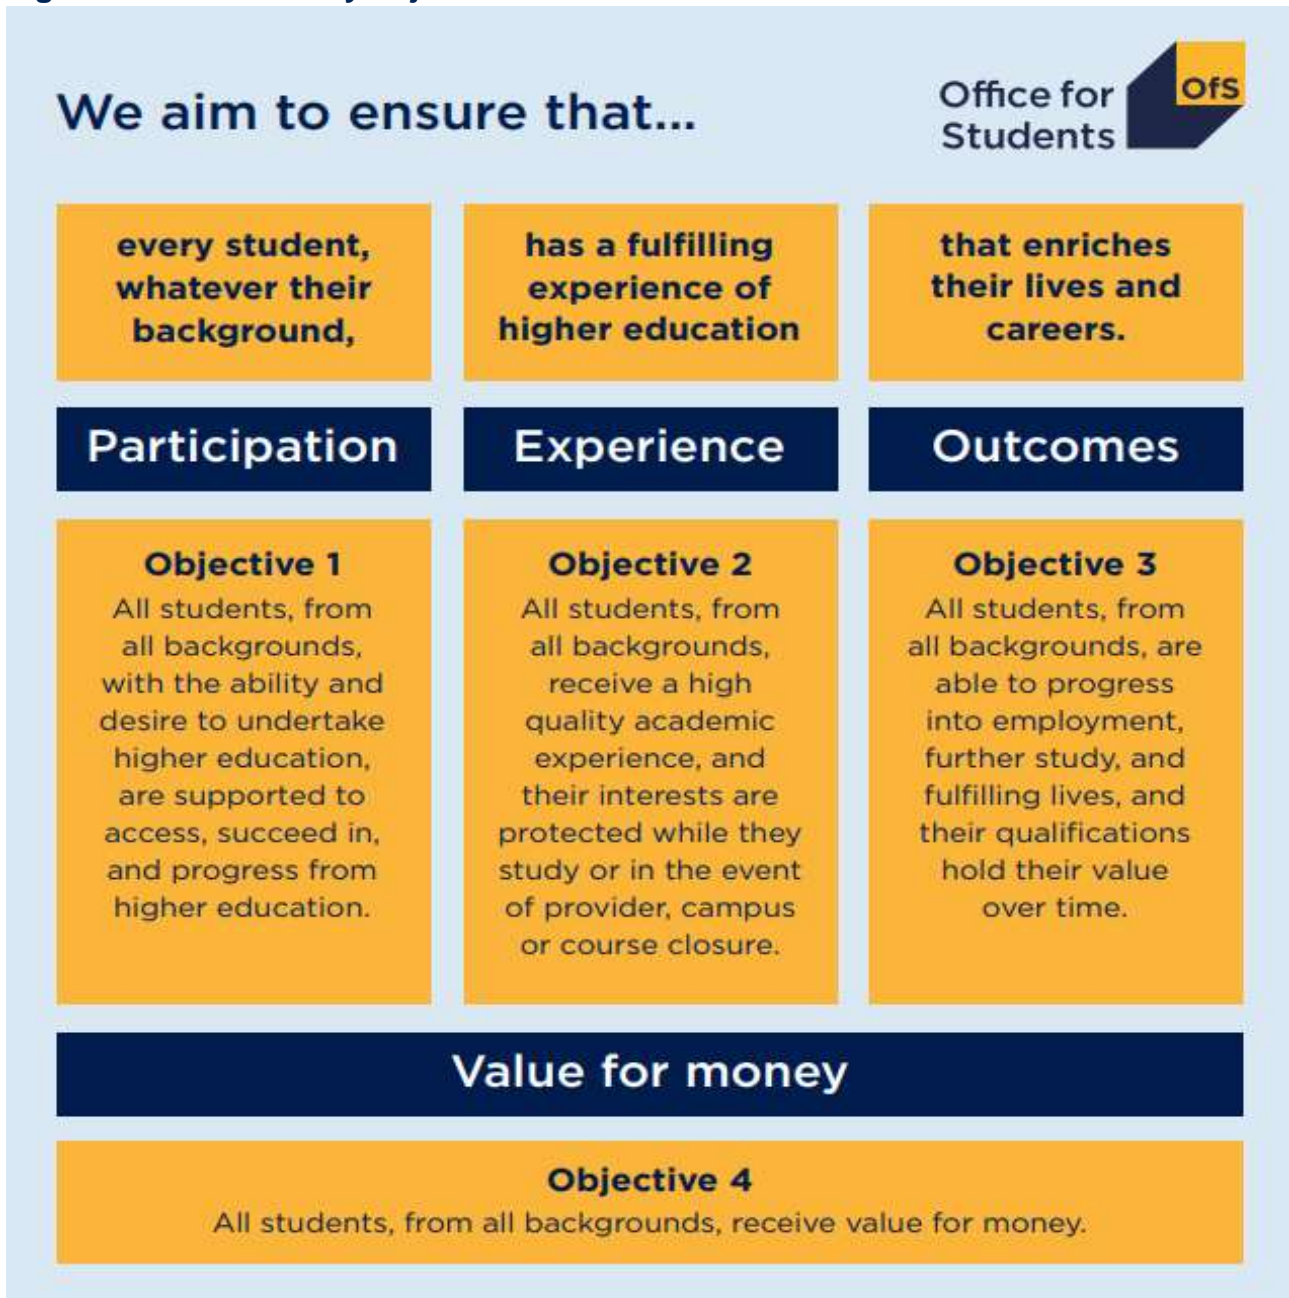 We aim to ensure that...
Office for
Students
OfS
every student,
whatever their
background,
has a fulfilling
experience of
higher education
that enriches
their lives and
careers.
Participation
Experience
Outcomes
Objective 1
All students, from
all backgrounds,
with the ability and
desire to undertake
higher education,
are supported to
access, succeed in,
and progress from
higher education.
Objective 2
All students, from
all backgrounds,
receive a high
quality academic
experience, and
their interests are
protected while they
study or in the event
of provider, campus
or course closure.
Objective 3
All students, from
all backgrounds, are
able to progress
into employment,
further study, and
fulfilling lives, and
their qualifications
hold their value
over time.
Value for money
Objective 4
All students, from all backgrounds, receive value for money.